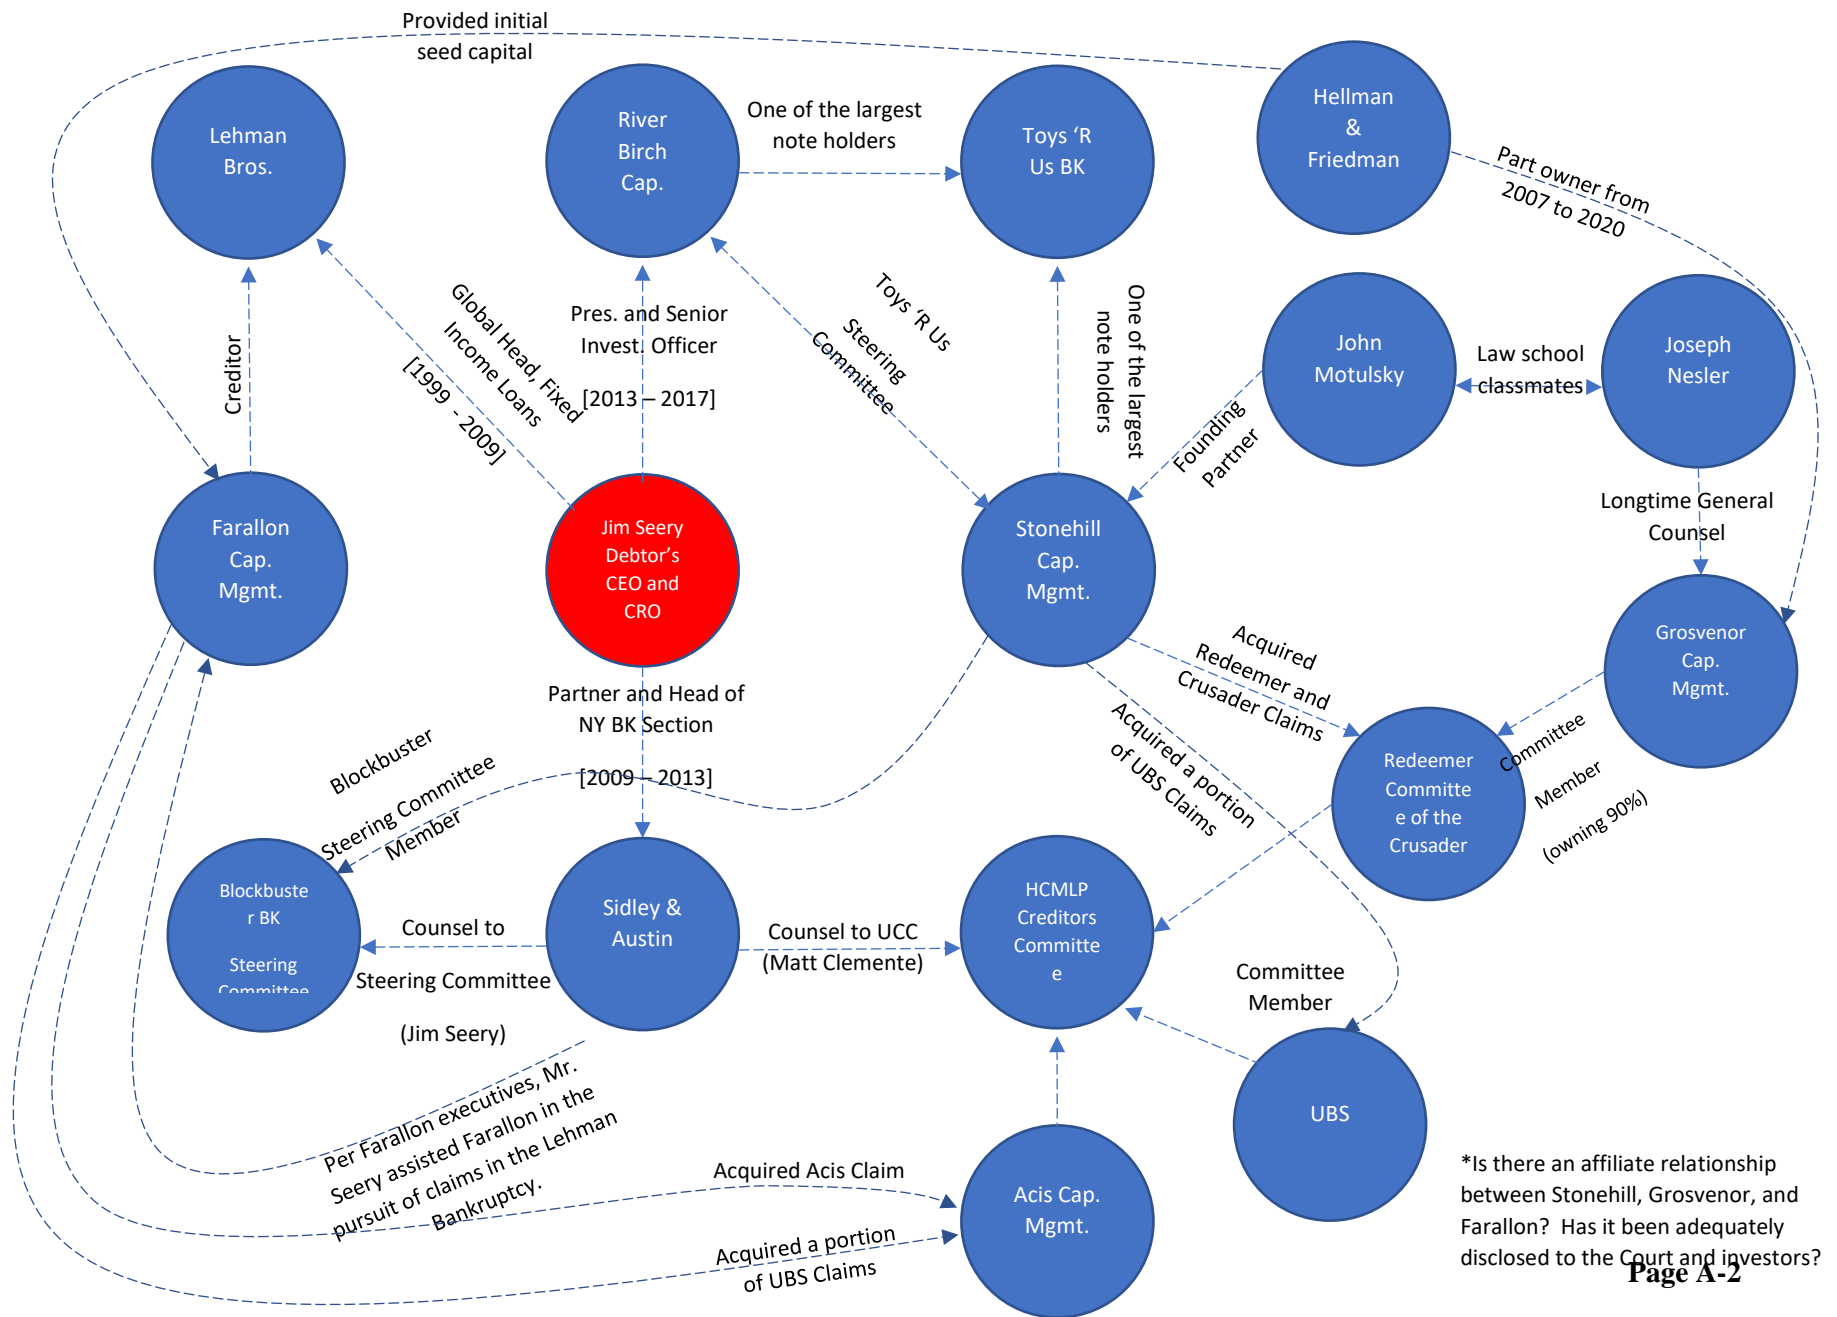 Provided initial
seed capital
Lehman
Bros.
River
Birch
Cap.
One of the largest
note holders
Toys ‘R
Us BK
Hellman
&
Friedman
Part owner from
2007 to 2020
Creditor
Global Head, Fixed
Income Loans
[1999 - 2009]
Pres. and Senior
Invest. Officer
[2013 – 2017]
Toys ‘R Us
Steering
Committee
One of the largest
note holders
John
Motulsky
Law school
classmates
Joseph
Nesler
Founding
Partner
Longtime General
Counsel
Farallon
Cap.
Mgmt.
Jim Seery
Debtor’s
CEO and
CRO
Stonehill
Cap.
Mgmt.
Grosvenor
Cap.
Mgmt.
Acquired
Redeemer and
Crusader Claims
Acquired a portion
of UBS Claims
Partner and Head of
NY BK Section
[2009 – 2013]
Blockbuster
Steering Committee
Member
Redeemer
Committe
e of the
Crusader
Committee
Member
(owning 90%)
Blockbuste
r BK
Steering
Committee
Counsel to
Steering Committee
(Jim Seery)
Sidley &
Austin
Counsel to UCC
(Matt Clemente)
HCMLP
Creditors
Committe
e
Committee
Member
UBS
Per Farallon executives, Mr.
Seery assisted Farallon in the
pursuit of claims in the Lehman
Bankruptcy.
Acquired Acis Claim
Acquired a portion
of UBS Claims
Acis Cap.
Mgmt.
*Is there an affiliate relationship
between Stonehill, Grosvenor, and
Farallon? Has it been adequately
disclosed to the Court and investors?
Page A-2